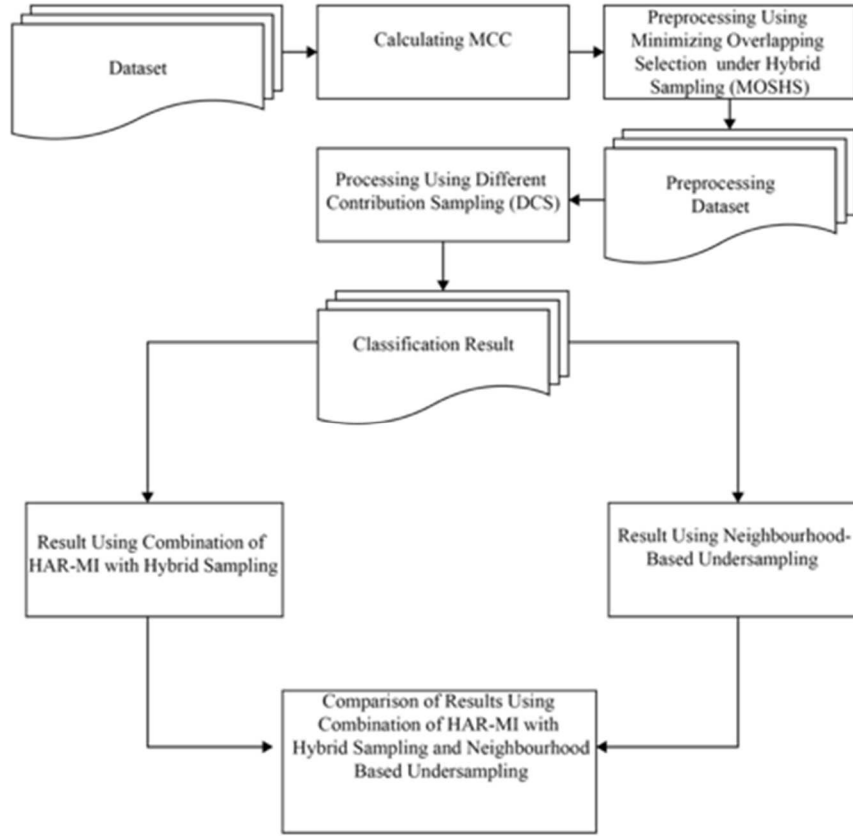 Dataset
Calculating MCC
Preprocessing Using
Minimizing Overlapping
Selection under Hybrid
Sampling (MOSHS)
Processing Using Different
Contribution Sampling (DCS)
Preprocessing
Dataset
Classification Result
Result Using Combination of
HAR-MI with Hybrid Sampling
Result Using Neighbourhood-
Based Undersampling
Comparison of Results Using
Combination of HAR-MI with
Hybrid Sampling and Neighbourhood
Based Undersampling